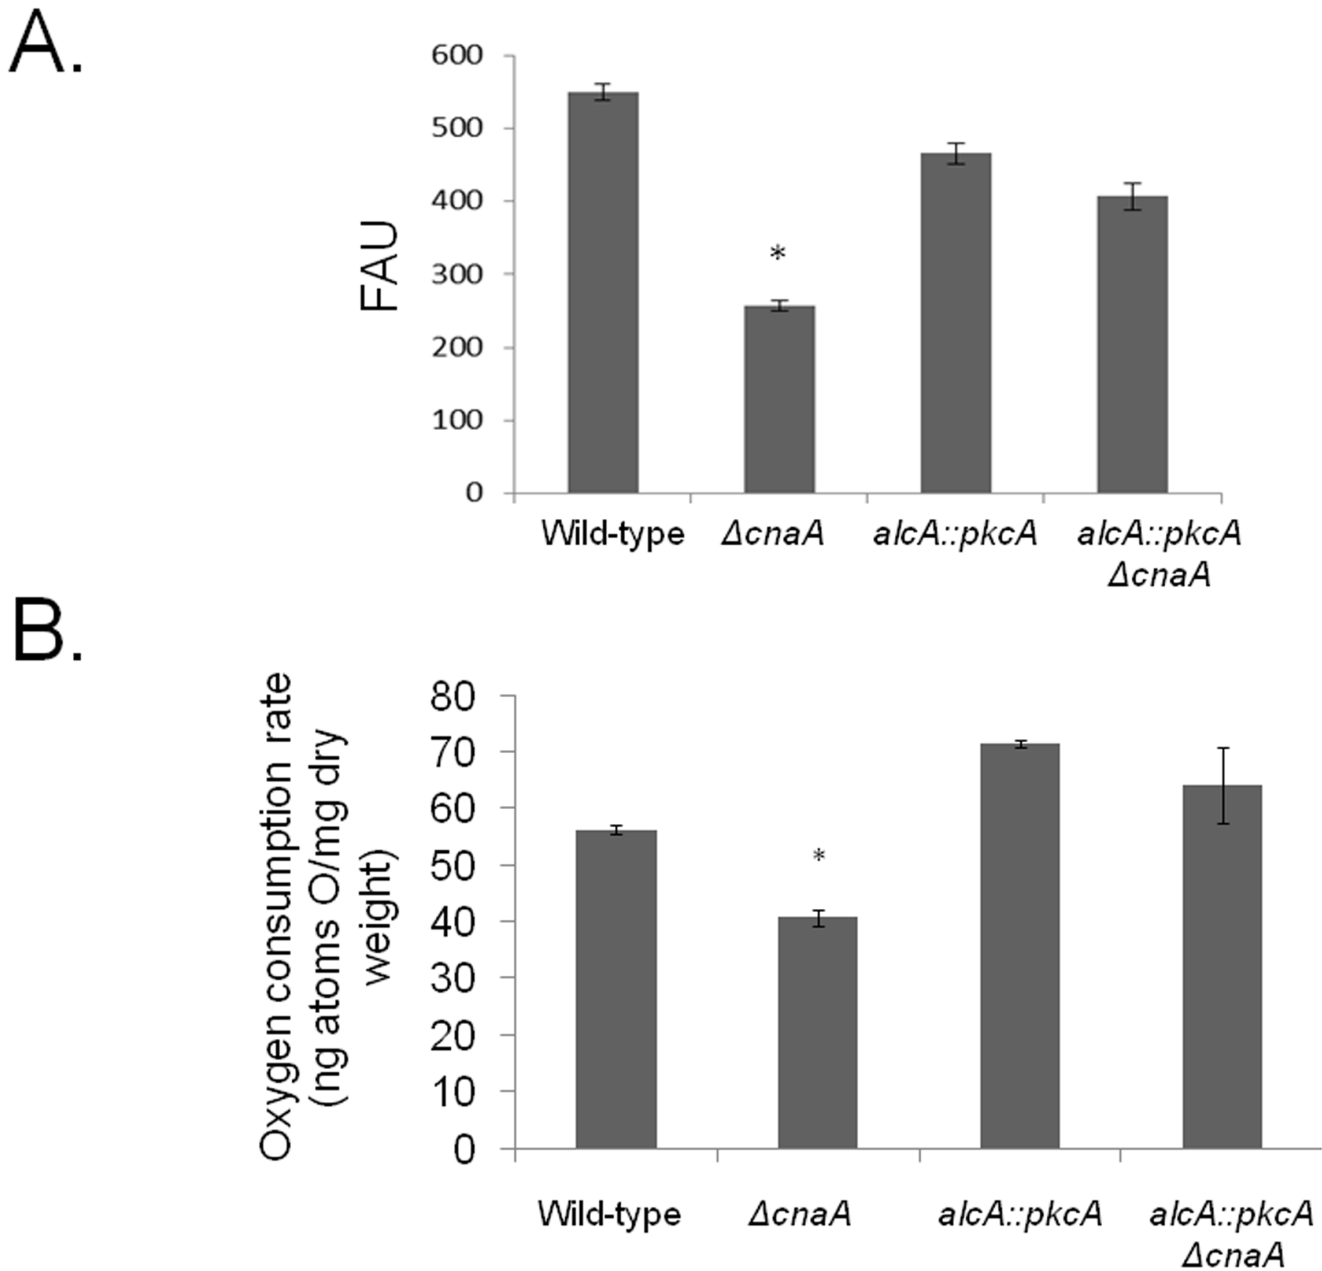 A.
600
500
400
300
200
100
0
FAU
*
Wild-type ΔcnaA alcA::pkcA alcA::pkcA
ΔcnaA
B.
Oxygen consumption rate
(ng atoms O/mg dry
weight)
80
70
60
50
40
30
20
10
0
*
Wild-type ΔcnaA alcA::pkcA alcA::pkcA
ΔcnaA